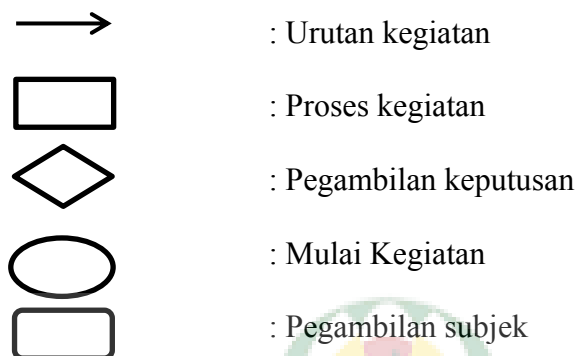 : Urutan kegiatan
: Proses kegiatan
: Pegambilan keputusan
: Mulai Kegiatan
: Pegambilan subjek